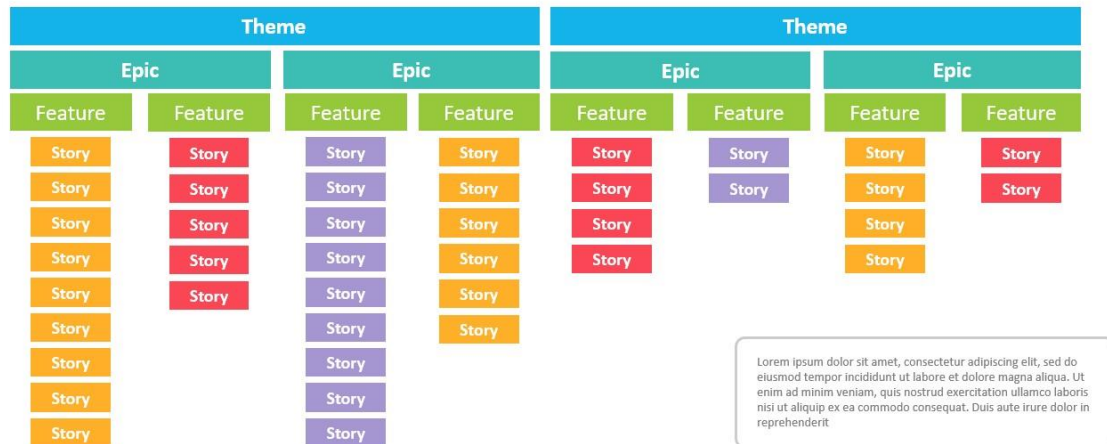 Theme Theme
Epic Epic Epic Epic
Feature Feature Feature Feature Feature Feature Feature Feature
Story Story Story Story Story Story Story Story
Story Story Story Story Story Story Story Story
Story Story Story Story Story Story
Story Story Story Story Story Story
Story Story Story Story
Story Story Story
Story Story
Story Story
Story Story
Lorem ipsum dolor sit amet, consectetur adipiscing elit, sed do
eiusmod tempor incididunt ut labore et dolore magna aliqua. Ut
enim ad minim veniam, quis nostrud exercitation ullamco laboris
nisi ut aliquip ex ea commodo consequat. Duis aute irure dolor in
reprehenderit